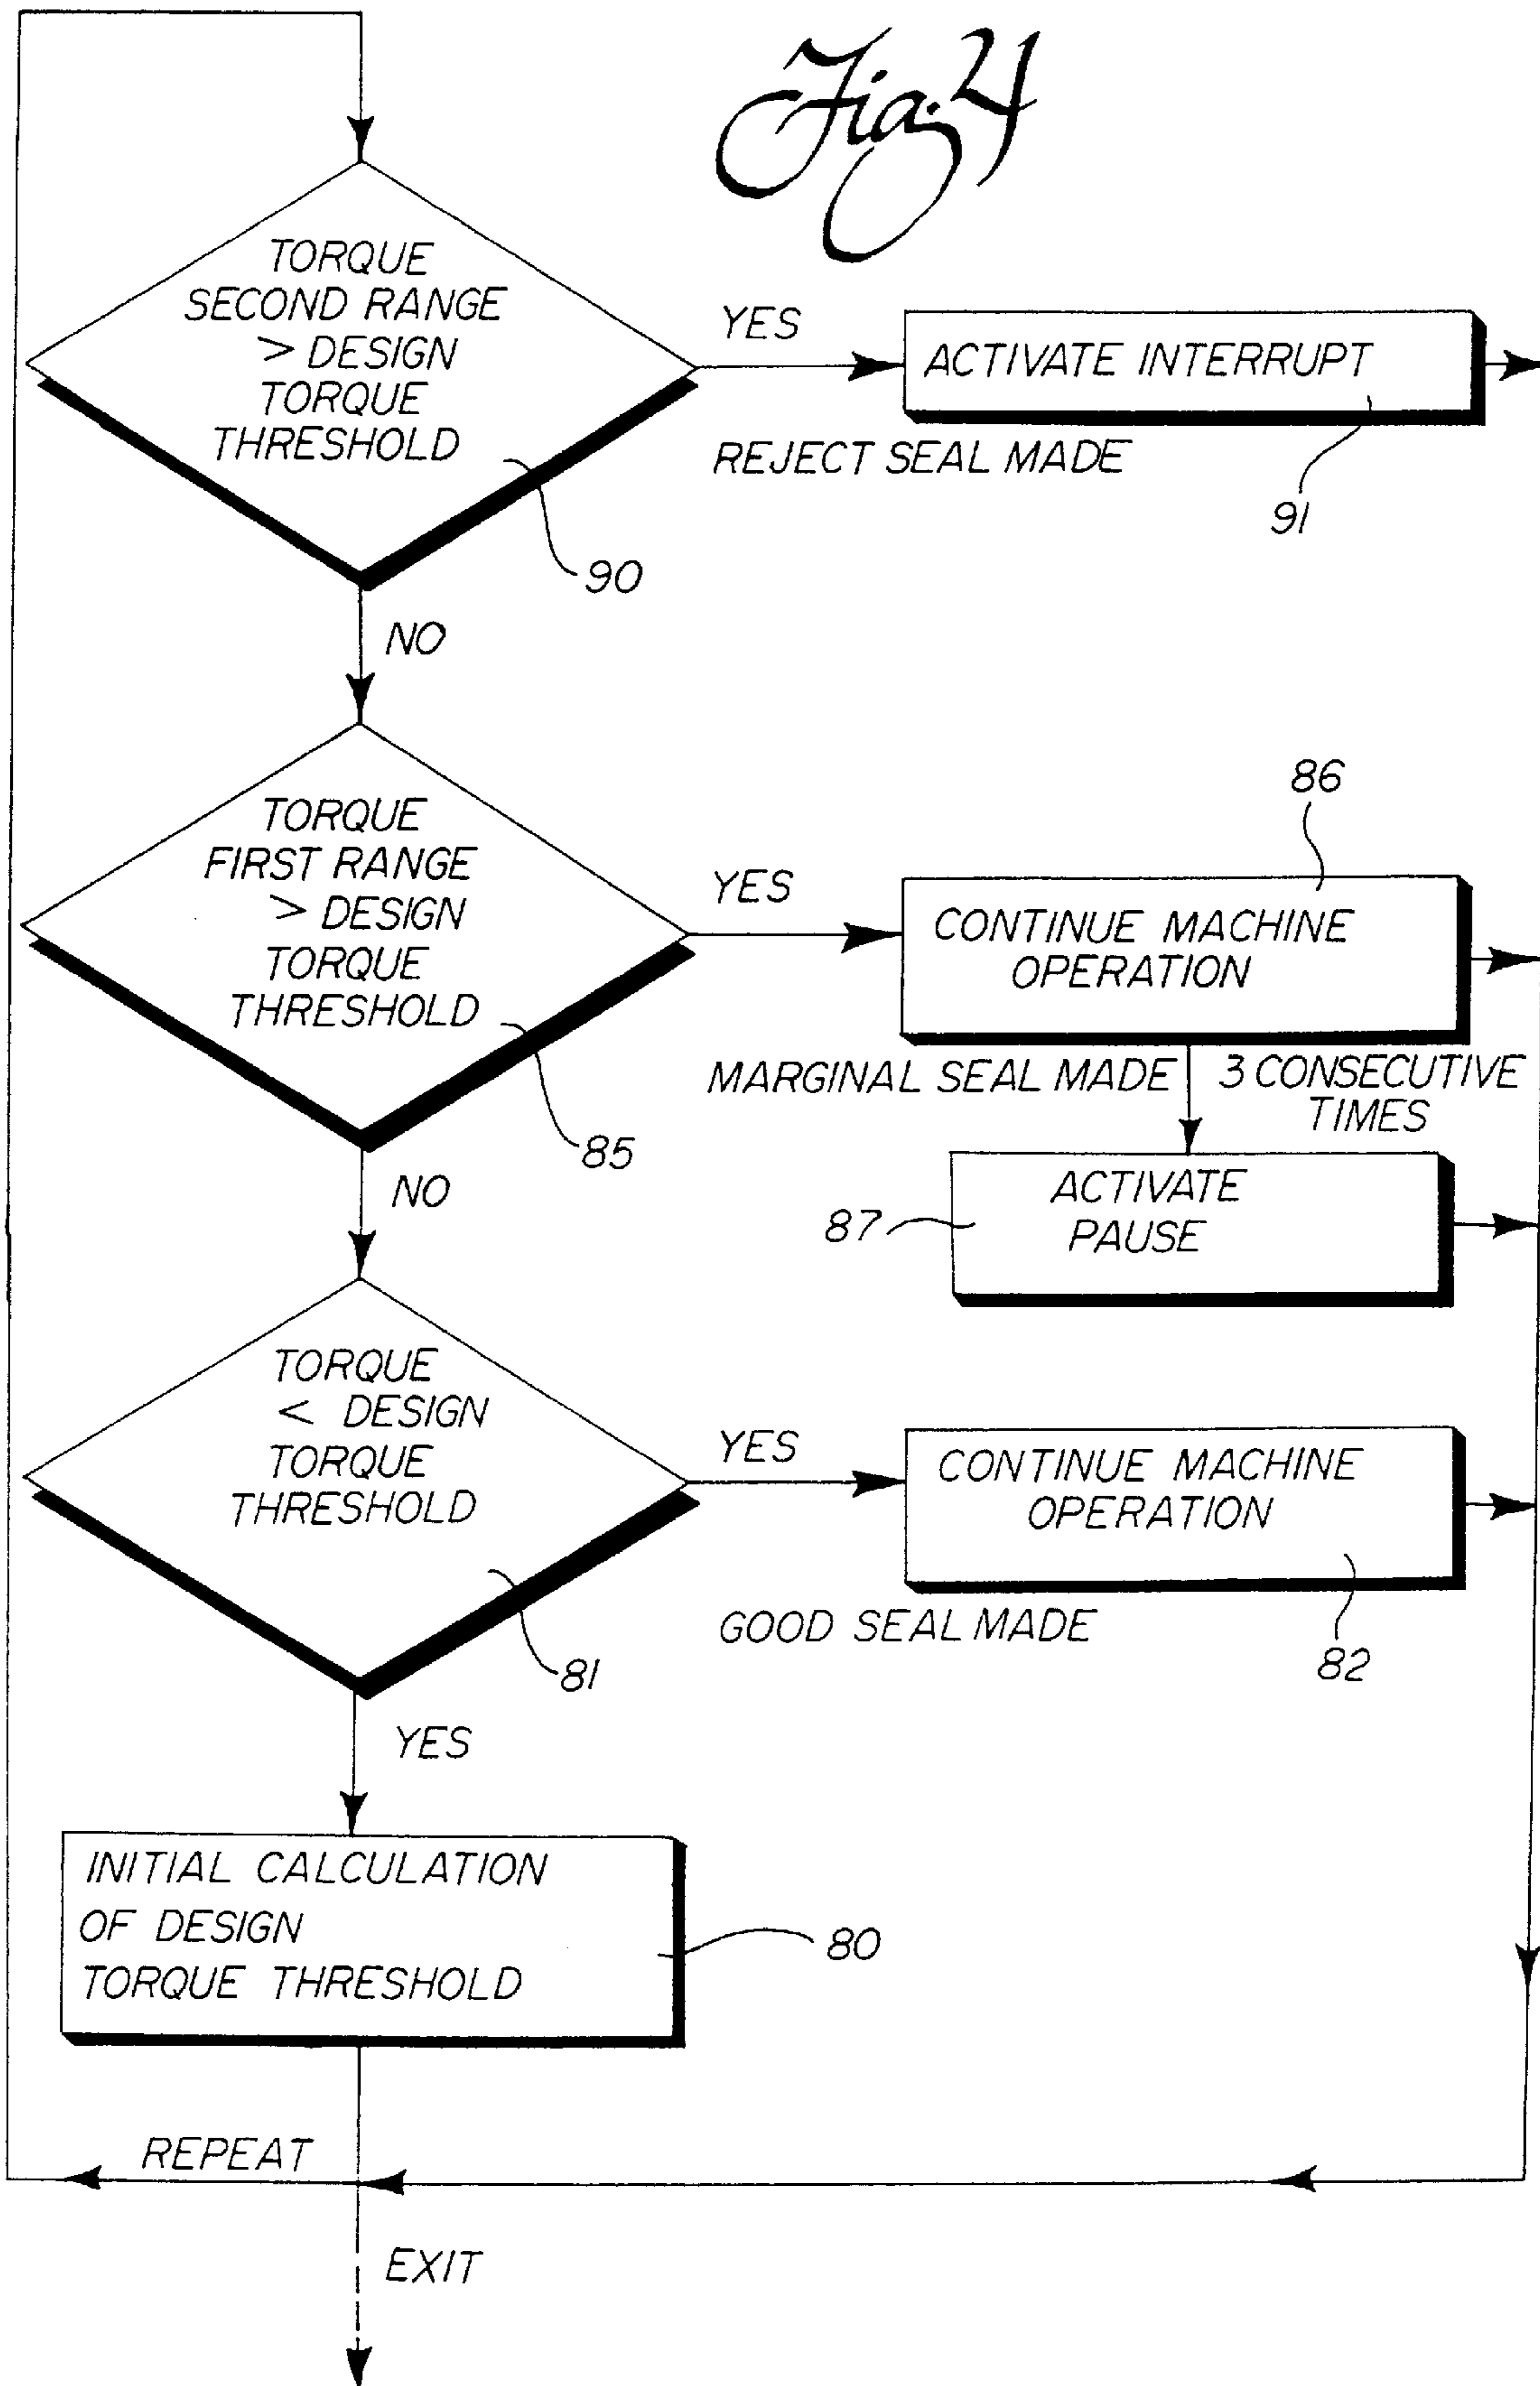 Fig. 4
TORQUE
SECOND RANGE
> DESIGN
TORQUE
THRESHOLD
90
YES
ACTIVATE INTERRUPT
REJECT SEAL MADE
91
NO
TORQUE
FIRST RANGE
> DESIGN
TORQUE
THRESHOLD
85
YES
86
CONTINUE MACHINE
OPERATION
MARGINAL SEAL MADE
3 CONSECUTIVE
TIMES
ACTIVATE
PAUSE
87
NO
TORQUE
< DESIGN
TORQUE
THRESHOLD
81
YES
CONTINUE MACHINE
OPERATION
GOOD SEAL MADE
82
YES
INITIAL CALCULATION
OF DESIGN
TORQUE THRESHOLD
80
REPEAT
EXIT